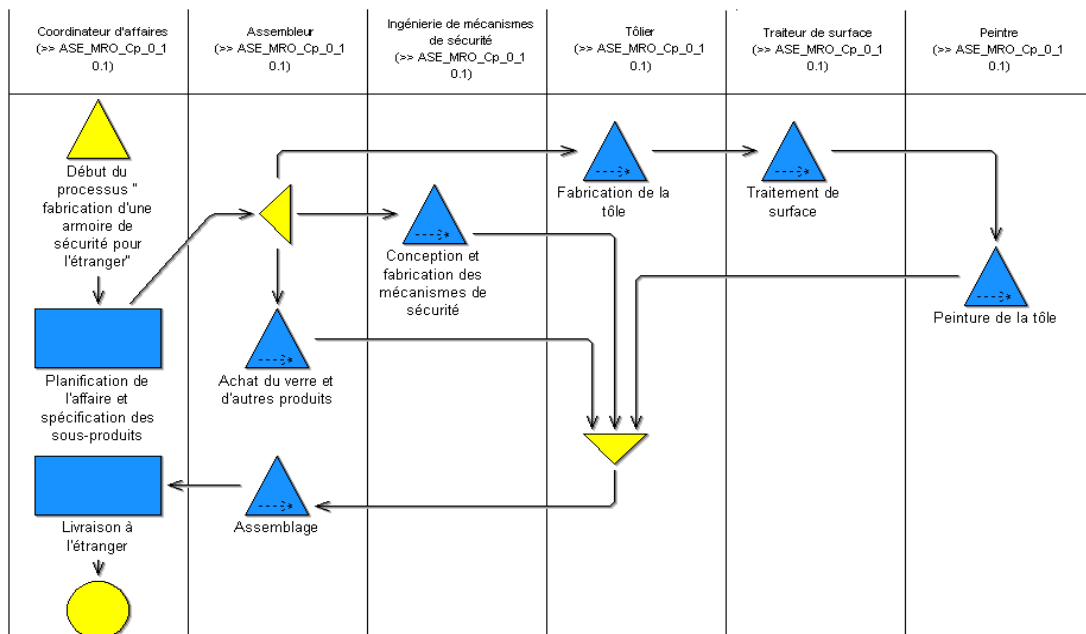 Coordinateur d'affaires
(>> ASE_MRO_Cp_0_1
0.1)
Assembleur
(>> ASE_MRO_Cp_0_1
0.1)
Ingénierie de mécanismes
de sécurité
(>> ASE_MRO_Cp_0_1
0.1)
Tôlier
(>> ASE_MRO_Cp_0_1
0.1)
Traiteur de surface
(>> ASE_MRO_Cp_0_1
0.1)
Peintre
(>> ASE_MRO_Cp_0_1
0.1)
Début du
processus "
fabrication d'une
armoire de
sécurité pour
l'étranger"
Fabrication de la
tôle
Traitement de
surface
Conception et
fabrication des
mécanismes de
sécurité
Peinture de la tôle
Planification de
l'affaire et
spécification des
sous-produits
Achat du verre et
d'autres produits
Livraison à
l'étranger
Assemblage